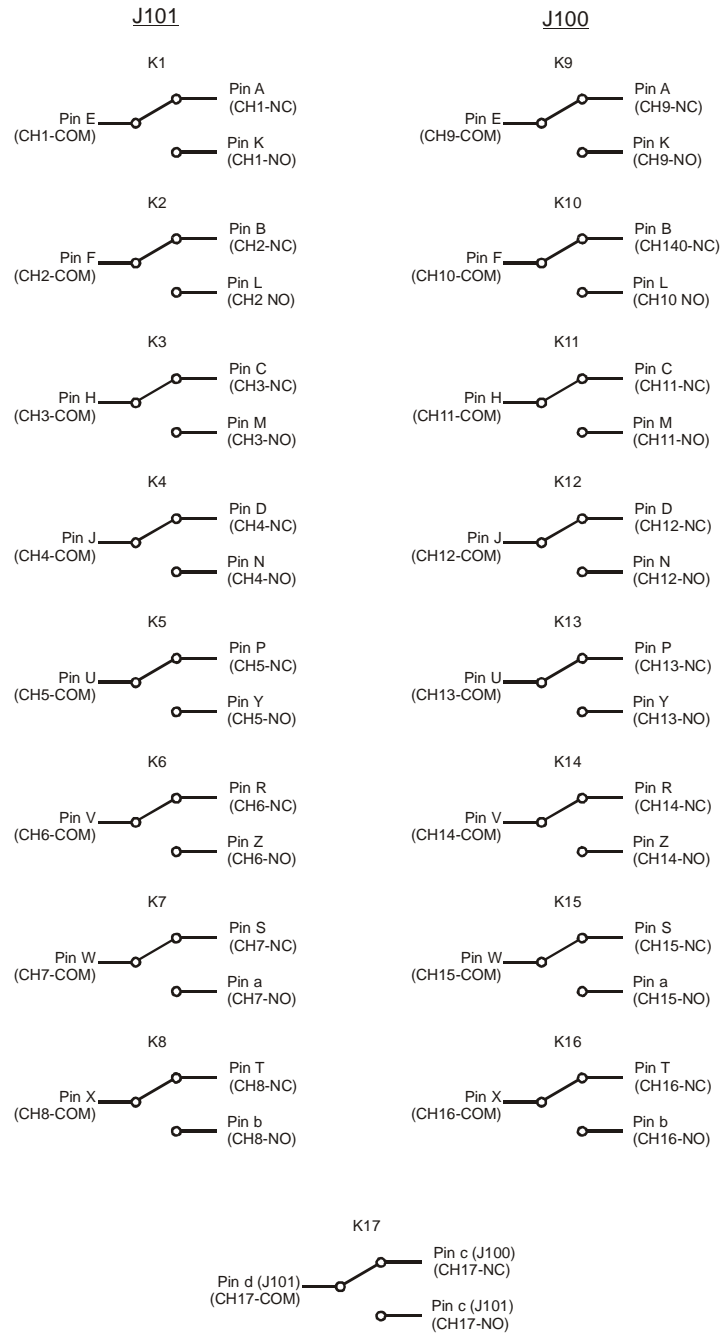 J101
K1
Pin E
(CH1-COM)
Pin A
(CH1-NC)
Pin K
(CH1-NO)
K2
Pin F
(CH2-COM)
Pin B
(CH2-NC)
Pin L
(CH2 NO)
K3
Pin H
(CH3-COM)
Pin C
(CH3-NC)
Pin M
(CH3-NO)
K4
Pin J
(CH4-COM)
Pin D
(CH4-NC)
Pin N
(CH4-NO)
K5
Pin U
(CH5-COM)
Pin P
(CH5-NC)
Pin Y
(CH5-NO)
K6
Pin V
(CH6-COM)
Pin R
(CH6-NC)
Pin Z
(CH6-NO)
K7
Pin W
(CH7-COM)
Pin S
(CH7-NC)
Pin a
(CH7-NO)
K8
Pin X
(CH8-COM)
Pin T
(CH8-NC)
Pin b
(CH8-NO)
J100
K9
Pin E
(CH9-COM)
Pin A
(CH9-NC)
Pin K
(CH9-NO)
K10
Pin F
(CH10-COM)
Pin B
(CH140-NC)
Pin L
(CH10 NO)
K11
Pin H
(CH11-COM)
Pin C
(CH11-NC)
Pin M
(CH11-NO)
K12
Pin J
(CH12-COM)
Pin D
(CH12-NC)
Pin N
(CH12-NO)
K13
Pin U
(CH13-COM)
Pin P
(CH13-NC)
Pin Y
(CH13-NO)
K14
Pin V
(CH14-COM)
Pin R
(CH14-NC)
Pin Z
(CH14-NO)
K15
Pin W
(CH15-COM)
Pin S
(CH15-NC)
Pin a
(CH15-NO)
K16
Pin X
(CH16-COM)
Pin T
(CH16-NC)
Pin b
(CH16-NO)
K17
Pin d (J101)
(CH17-COM)
Pin c (J100)
(CH17-NC)
Pin c (J101)
(CH17-NO)